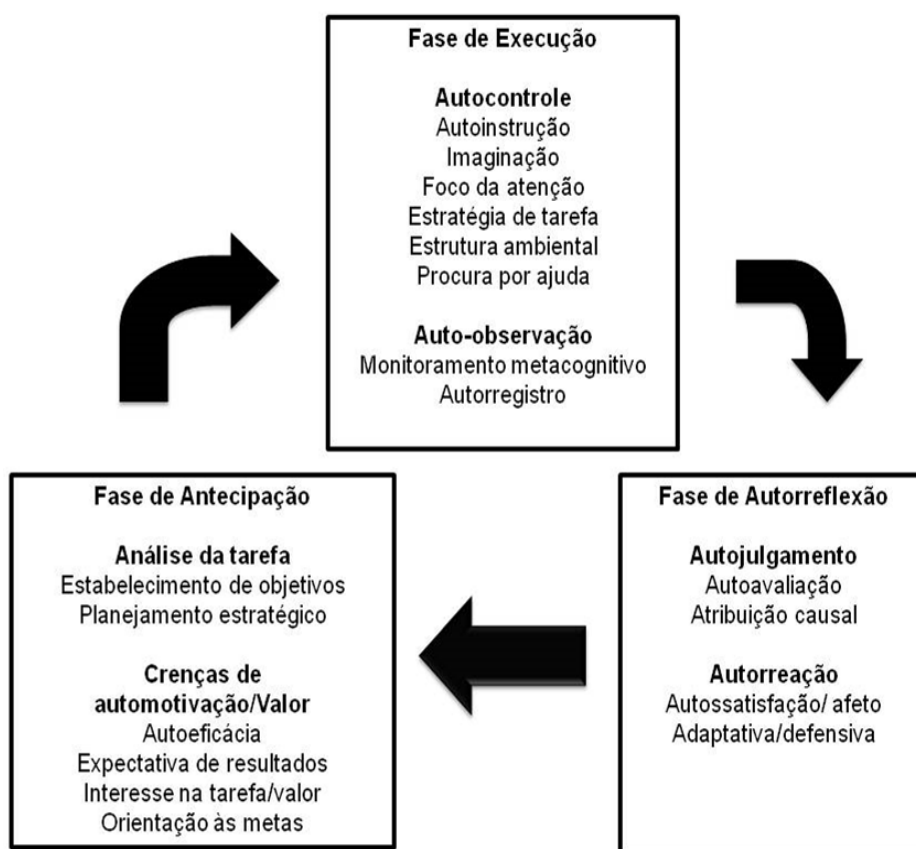 Fase de Execução
Autocontrole
Autoinstrução
Imaginação
Foco da atenção
Estratégia de tarefa
Estrutura ambiental
Procura por ajuda
Auto-observação
Monitoramento metacognitivo
Autorregistro
Fase de Antecipação
Análise da tarefa
Estabelecimento de objetivos
Planejamento estratégico
Crenças de
automotivação/Valor
Autoeficácia
Expectativa de resultados
Interesse na tarefa/valor
Orientação às metas
Fase de Autorreflexão
Autojulgamento
Autoavaliação
Atribuição causal
Autorreação
Autossatisfação/ afeto
Adaptativa/defensiva